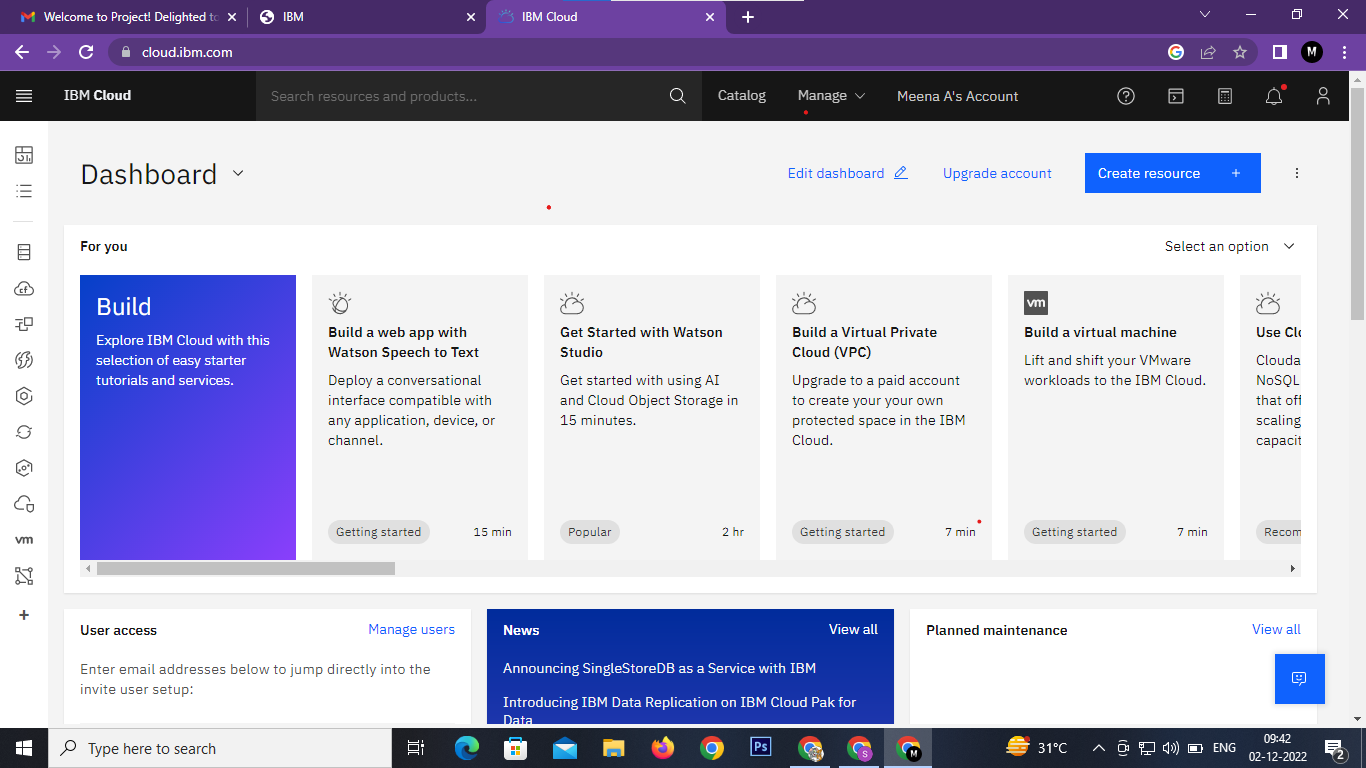 Welcome to Project! Delighted to
IBM
IBM Cloud
cloud.ibm.com
M
IBM Cloud
Search resources and products...
Catalog
Manage
Meena A's Account
Dashboard
Edit dashboard
Upgrade account
Create resource +
For you
Select an option
Build
Explore IBM Cloud with this
selection of easy starter
tutorials and services.
Build a web app with
Watson Speech to Text
Deploy a conversational
interface compatible with
any application, device, or
channel.
Getting started
15 min
Get Started with Watson
Studio
Get started with using AI
and Cloud Object Storage in
15 minutes.
Popular
2 hr
Build a Virtual Private
Cloud (VPC)
Upgrade to a paid account
to create your your own
protected space in the IBM
Cloud.
Getting started
7 min
vm
Build a virtual machine
Lift and shift your VMware
workloads to the IBM Cloud.
Getting started
7 min
Use Clo
Clouda
NoSQL
that off
scaling
capacit
Recom
cf
vm
User access
Manage users
Enter email addresses below to jump directly into the
invite user setup:
News
View all
Announcing SingleStoreDB as a Service with IBM
Introducing IBM Data Replication on IBM Cloud Pak for
Data
Planned maintenance
View all
Type here to search
Ps
S
M
31°C
ENG
09:42
02-12-2022
2